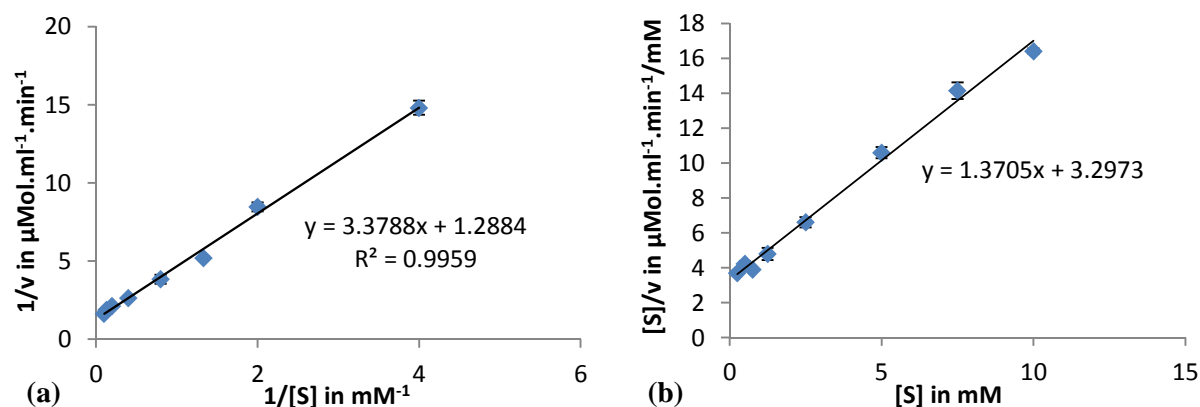 20
15
10
5
0
0
2
4
6
1/v in µMol.ml⁻¹.min⁻¹
y = 3.3788x + 1.2884
R² = 0.9959
(a)
1/[S] in mM⁻¹
18
16
14
12
10
8
6
4
2
0
0
5
10
15
[S]/v in µMol.ml⁻¹.min⁻¹/mM
y = 1.3705x + 3.2973
(b)
[S] in mM